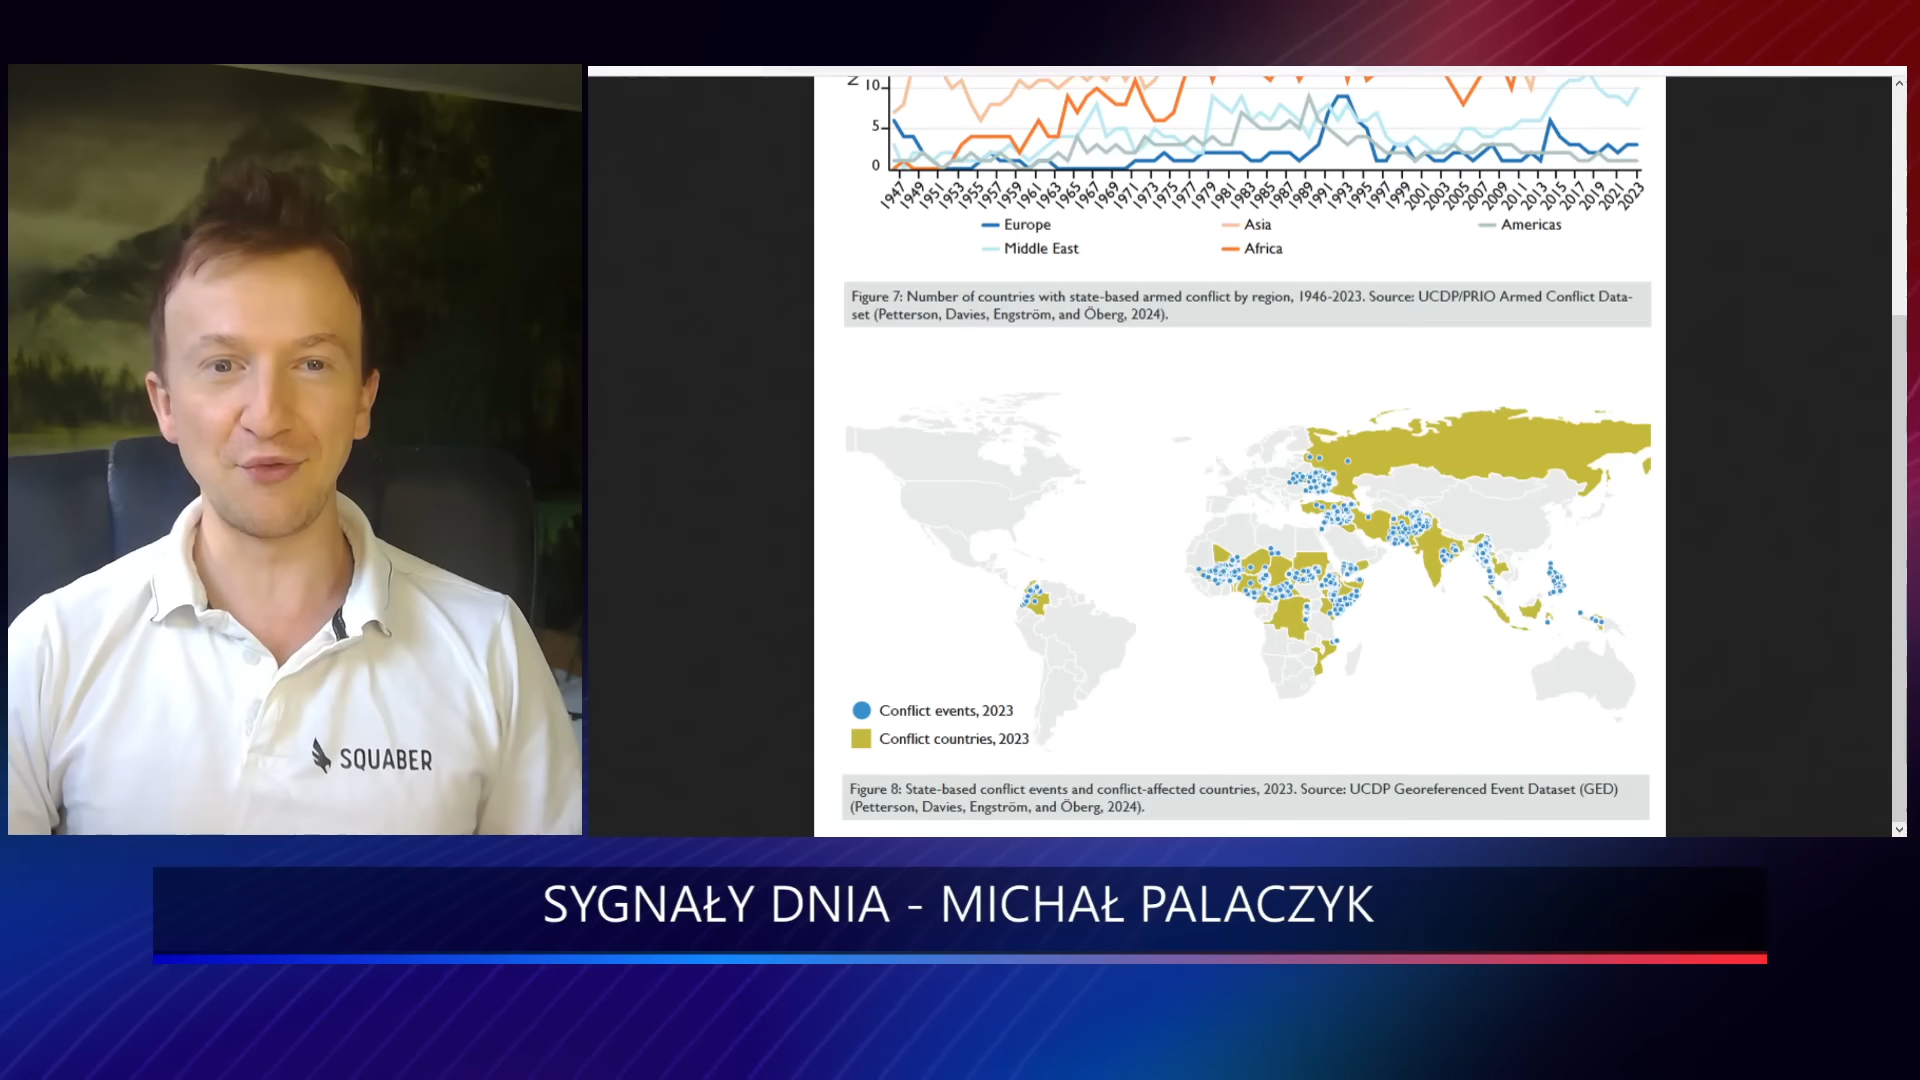 SQUABER
N
10
5
0
1947 1949 1951 1953 1955 1957 1959 1961 1963 1965 1967 1969 1971 1973 1975 1977 1979 1981 1983 1985 1987 1989 1991 1993 1995 1997 1999 2001 2003 2005 2007 2009 2011 2013 2015 2017 2019 2021 2023
Europe Asia Americas
Middle East Africa
Figure 7: Number of countries with state-based armed conflict by region, 1946-2023. Source: UCDP/PRIO Armed Conflict Data-
set (Petterson, Davies, Engström, and Öberg, 2024).
Conflict events, 2023
Conflict countries, 2023
Figure 8: State-based conflict events and conflict-affected countries, 2023. Source: UCDP Georeferenced Event Dataset (GED)
(Petterson, Davies, Engström, and Öberg, 2024).
SYGNAŁY DNIA - MICHAŁ PALACZYK